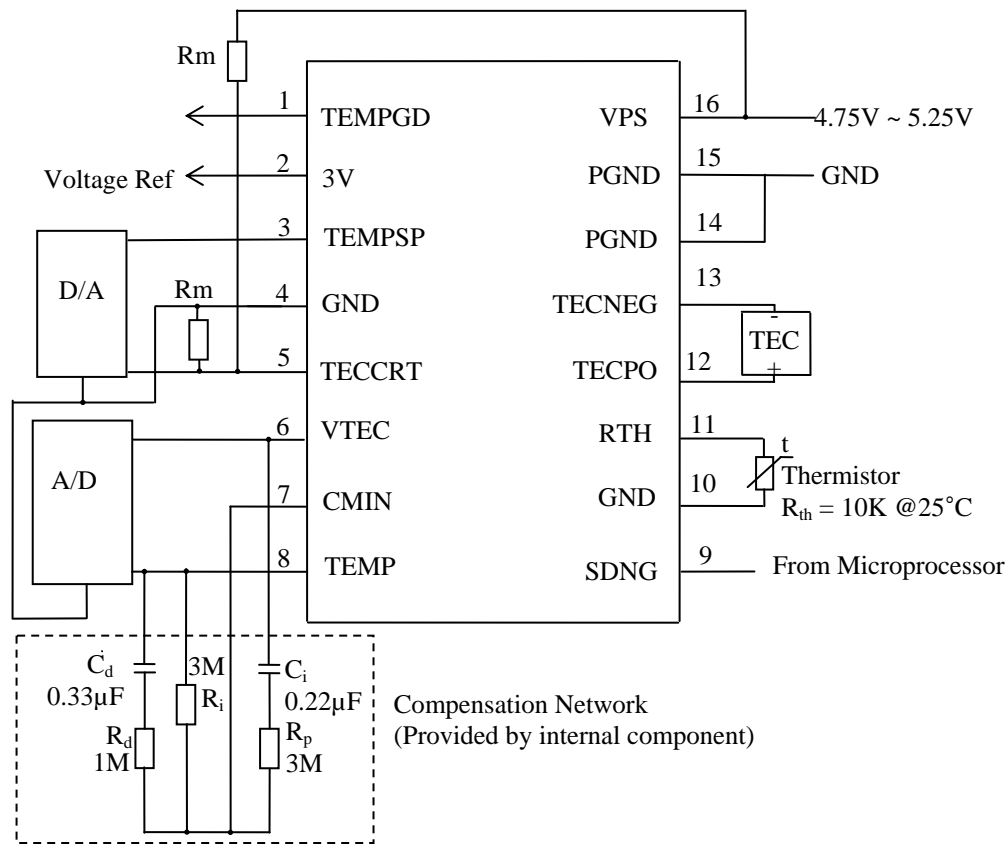 Rm
1
TEMPGD
VPS
16
4.75V ~ 5.25V
Voltage Ref
2
3V
PGND
15
GND
3
TEMPSP
PGND
14
D/A
Rm
4
GND
TECNEG
13
-
TEC
+
5
TECCRT
TECPO
12
6
VTEC
RTH
11
t
A/D
Thermistor
Rth = 10K @25°C
7
CMIN
GND
10
8
TEMP
SDNG
9
From Microprocessor
Cd
0.33µF
3M
Ri
Ci
0.22µF
Rd
1M
Rp
3M
Compensation Network
(Provided by internal component)